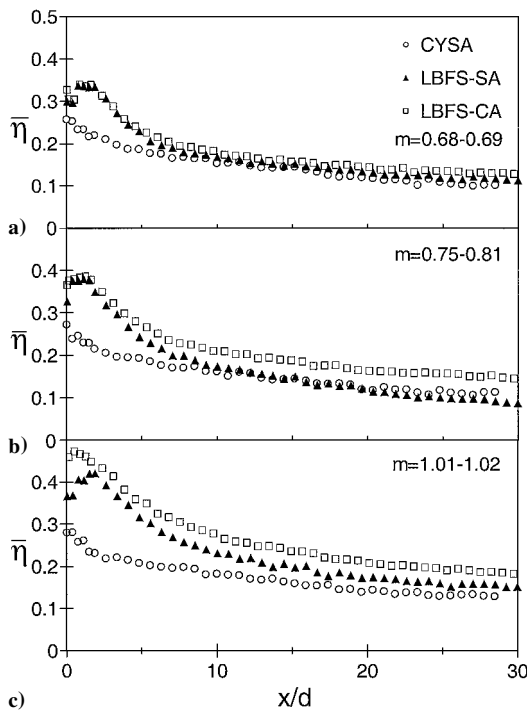 0.5
CYSA
0.4
LBFS-SA
0.3
LBFS-CA
η̅
0.2
m=0.68-0.69
0.1
a)
0
m=0.75-0.81
0.4
0.3
η̅
0.2
0.1
b)
0
m=1.01-1.02
0.4
0.3
η̅
0.2
0.1
0
0 10 20 30
c)
x/d